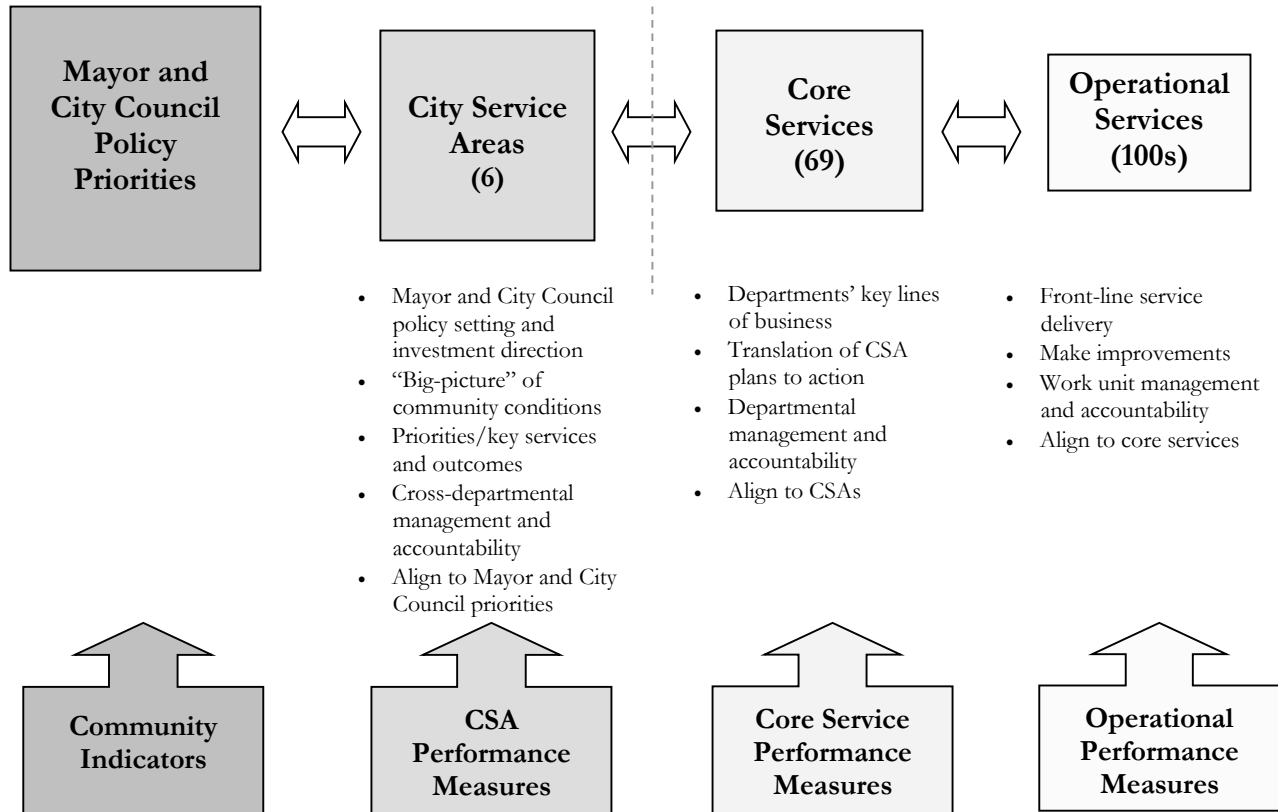 Mayor and
City Council
Policy
Priorities
City Service
Areas
(6)
Core
Services
(69)
Operational
Services
(100s)
• Mayor and City Council
policy setting and
investment direction
• “Big-picture” of
community conditions
• Priorities/key services
and outcomes
• Cross-departmental
management and
accountability
• Align to Mayor and City
Council priorities
• Departments’ key lines
of business
• Translation of CSA
plans to action
• Departmental
management and
accountability
• Align to CSAs
• Front-line service
delivery
• Make improvements
• Work unit management
and accountability
• Align to core services
Community
Indicators
CSA
Performance
Measures
Core Service
Performance
Measures
Operational
Performance
Measures